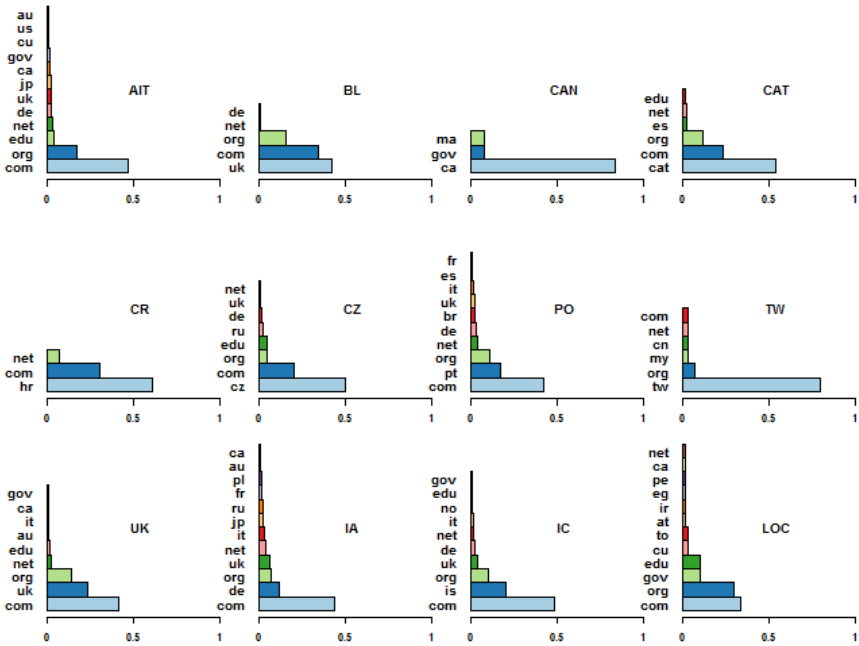 AIT
au
us
cu
gov
ca
jp
uk
de
net
edu
org
com
0 0.5 1
BL
de
net
org
com
uk
0 0.5 1
CAN
ma
gov
ca
0 0.5 1
CAT
edu
net
es
org
com
cat
0 0.5 1
CR
net
com
hr
0 0.5 1
CZ
net
uk
de
ru
edu
org
com
cz
0 0.5 1
PO
fr
es
it
uk
br
de
net
org
pt
com
0 0.5 1
TW
com
net
cn
my
org
tw
0 0.5 1
UK
gov
ca
it
au
edu
net
org
uk
com
0 0.5 1
IA
ca
au
pl
fr
ru
jp
it
net
uk
org
de
com
0 0.5 1
IC
gov
edu
no
it
net
de
uk
org
is
com
0 0.5 1
LOC
net
ca
pe
eg
ir
at
to
cu
edu
gov
org
com
0 0.5 1